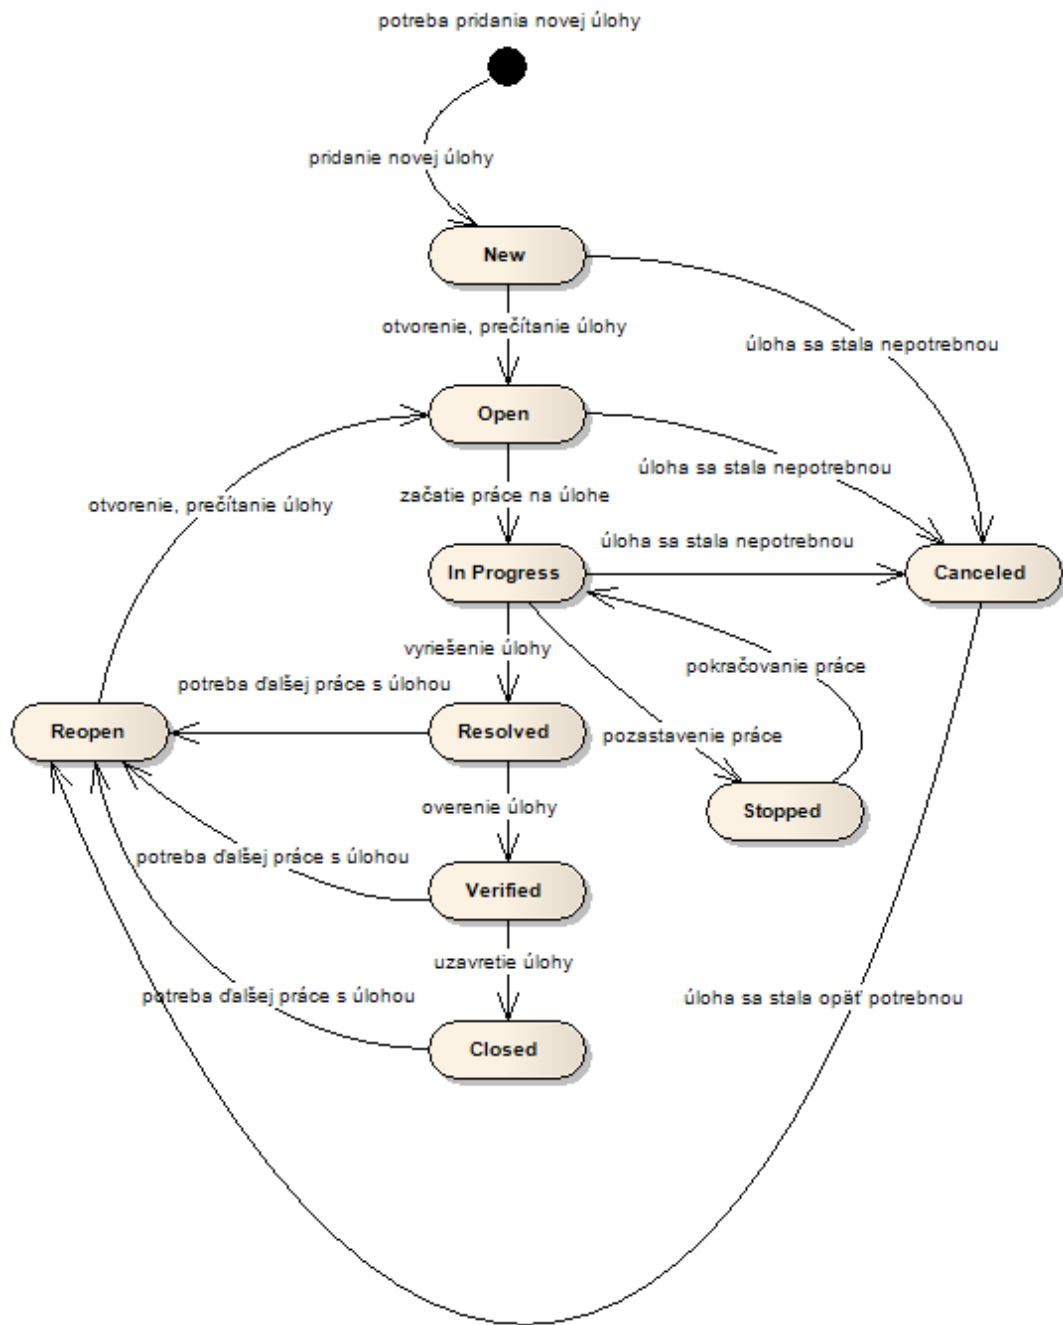 potreba pridania novej úlohy
pridanie novej úlohy
New
otvorenie, prečítanie úlohy
úloha sa stala nepotrebnou
Open
úloha sa stala nepotrebnou
začatie práce na úlohe
otvorenie, prečítanie úlohy
úloha sa stala nepotrebnou
In Progress
Canceled
vyriešenie úlohy
pokračovanie práce
potreba ďalšej práce s úlohou
Reopen
Resolved
pozastavenie práce
overenie úlohy
Stopped
potreba ďalšej práce s úlohou
Verified
uzavretie úlohy
potreba ďalšej práce s úlohou
úloha sa stala opäť potrebnou
Closed